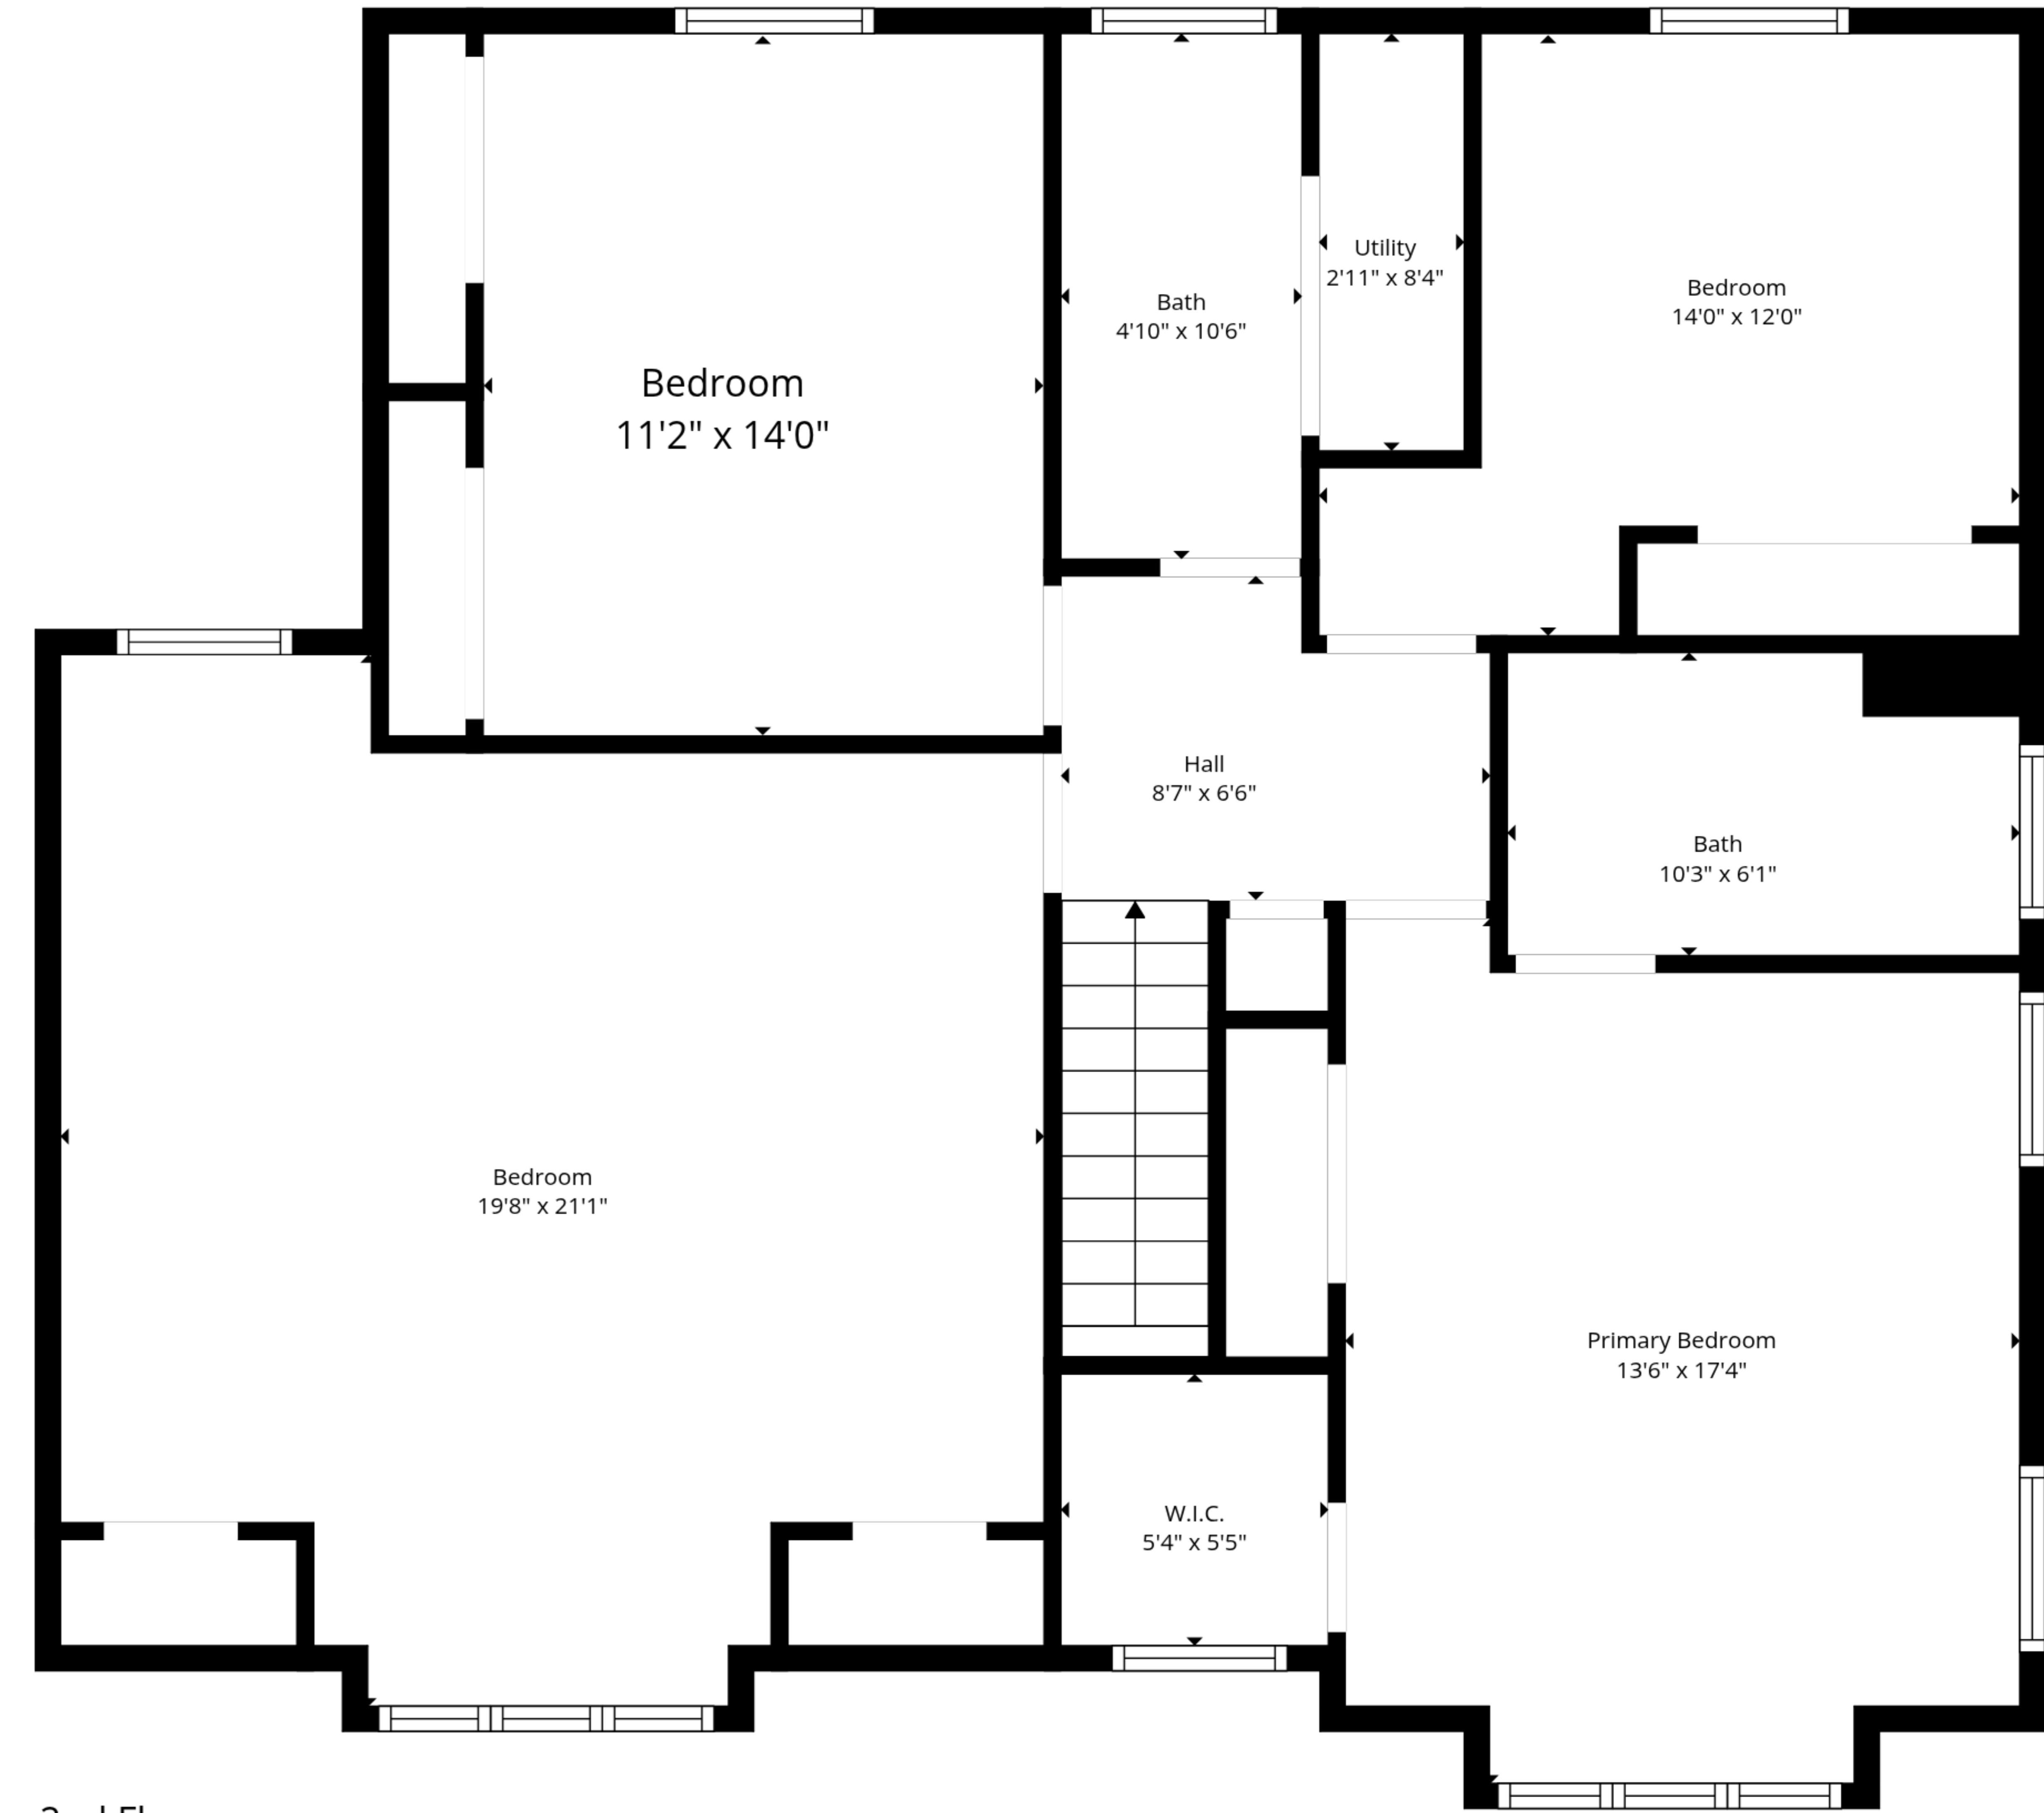 Utility
2'11" x 8'4"
Bedroom
14'0" x 12'0"
Bath
4'10" x 10'6"
Bedroom
11'2" x 14'0"
Hall
8'7" x 6'6"
Bath
10'3" x 6'1"
Bedroom
19'8" x 21'1"
Primary Bedroom
13'6" x 17'4"
W.I.C.
5'4" x 5'5"